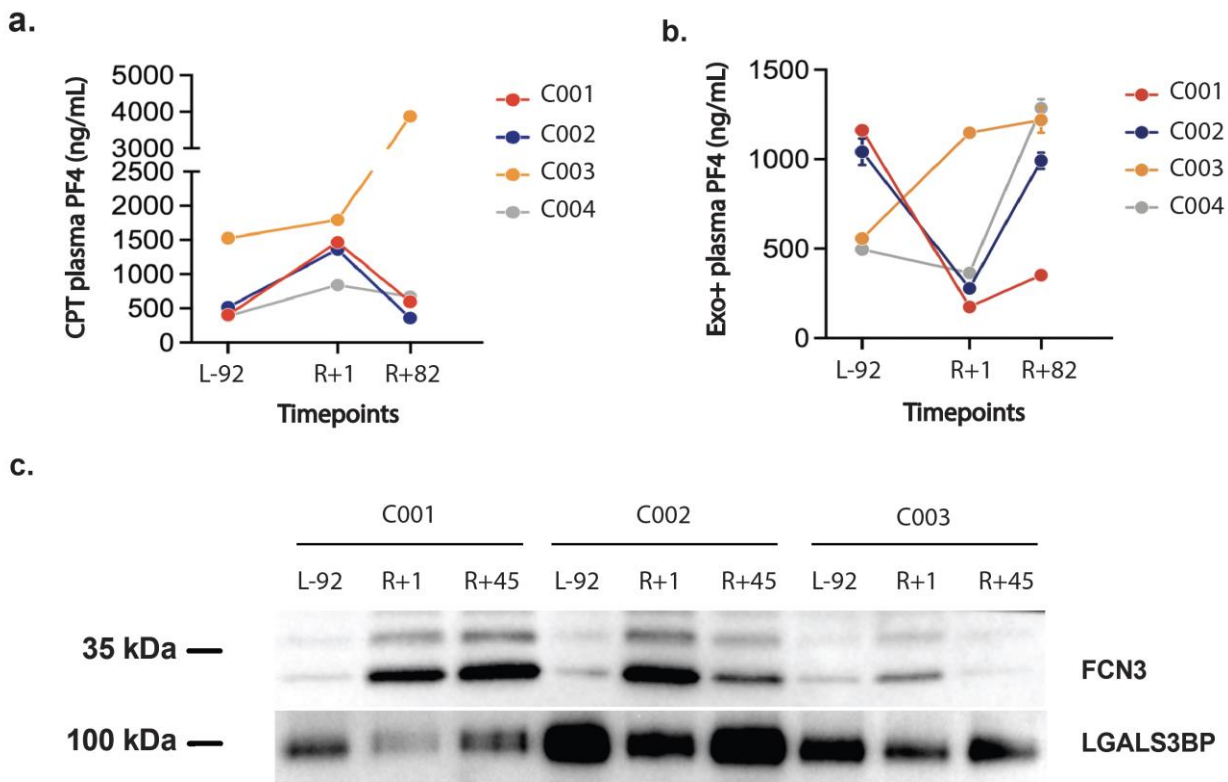 a.
CPT plasma PF4 (ng/mL)
5000
4000
3000
2500
2000
1500
1000
500
0
L-92 R+1 R+82
Timepoints
C001
C002
C003
C004
b.
Exo+ plasma PF4 (ng/mL)
1500
1000
500
0
L-92 R+1 R+82
Timepoints
C001
C002
C003
C004
c.
C001 C002 C003
L-92 R+1 R+45 L-92 R+1 R+45 L-92 R+1 R+45
35 kDa
FCN3
100 kDa
LGALS3BP